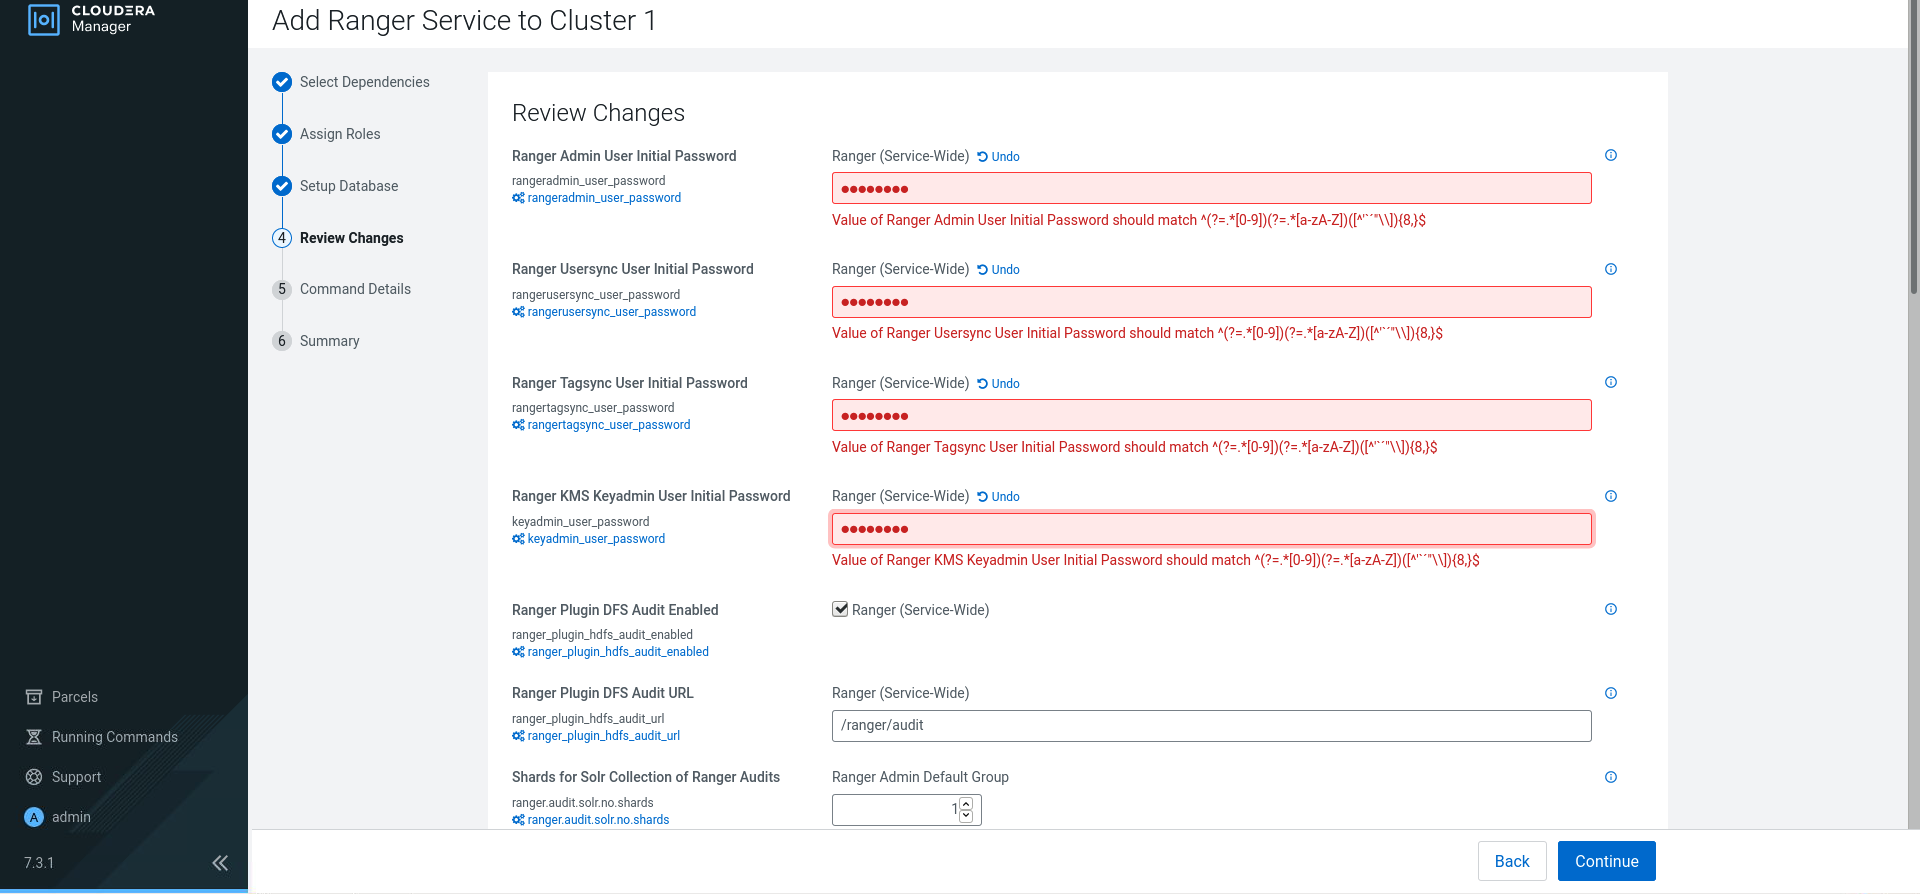 CLOUDERA
Manager
Add Ranger Service to Cluster 1
Select Dependencies
Assign Roles
Setup Database
4 Review Changes
5 Command Details
6 Summary
Parcels
Running Commands
Support
A admin
7.3.1
Review Changes
Ranger Admin User Initial Password
rangeradmin_user_password
rangeradmin_user_password
Ranger (Service-Wide) Undo
••••••••
Value of Ranger Admin User Initial Password should match ^(?=.*[0-9])(?=.*[a-zA-Z])([^'`´"\\]){8,}$
Ranger Usersync User Initial Password
rangerusersync_user_password
rangerusersync_user_password
Ranger (Service-Wide) Undo
••••••••
Value of Ranger Usersync User Initial Password should match ^(?=.*[0-9])(?=.*[a-zA-Z])([^'`´"\\]){8,}$
Ranger Tagsync User Initial Password
rangertagsync_user_password
rangertagsync_user_password
Ranger (Service-Wide) Undo
••••••••
Value of Ranger Tagsync User Initial Password should match ^(?=.*[0-9])(?=.*[a-zA-Z])([^'`´"\\]){8,}$
Ranger KMS Keyadmin User Initial Password
keyadmin_user_password
keyadmin_user_password
Ranger (Service-Wide) Undo
••••••••
Value of Ranger KMS Keyadmin User Initial Password should match ^(?=.*[0-9])(?=.*[a-zA-Z])([^'`´"\\]){8,}$
Ranger Plugin DFS Audit Enabled
ranger_plugin_hdfs_audit_enabled
ranger_plugin_hdfs_audit_enabled
Ranger (Service-Wide)
Ranger Plugin DFS Audit URL
ranger_plugin_hdfs_audit_url
ranger_plugin_hdfs_audit_url
Ranger (Service-Wide)
/ranger/audit
Shards for Solr Collection of Ranger Audits
ranger.audit.solr.no.shards
ranger.audit.solr.no.shards
Ranger Admin Default Group
1
Back
Continue